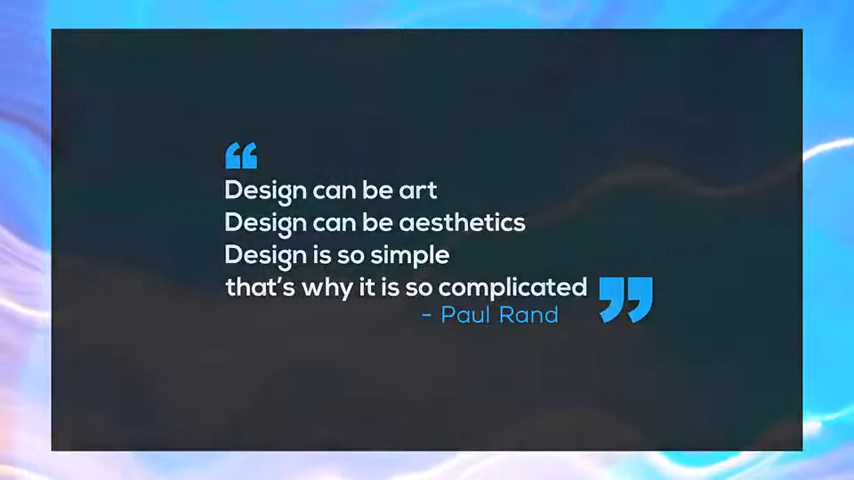 “
Design can be art
Design can be aesthetics
Design is so simple
that’s why it is so complicated ”
- Paul Rand